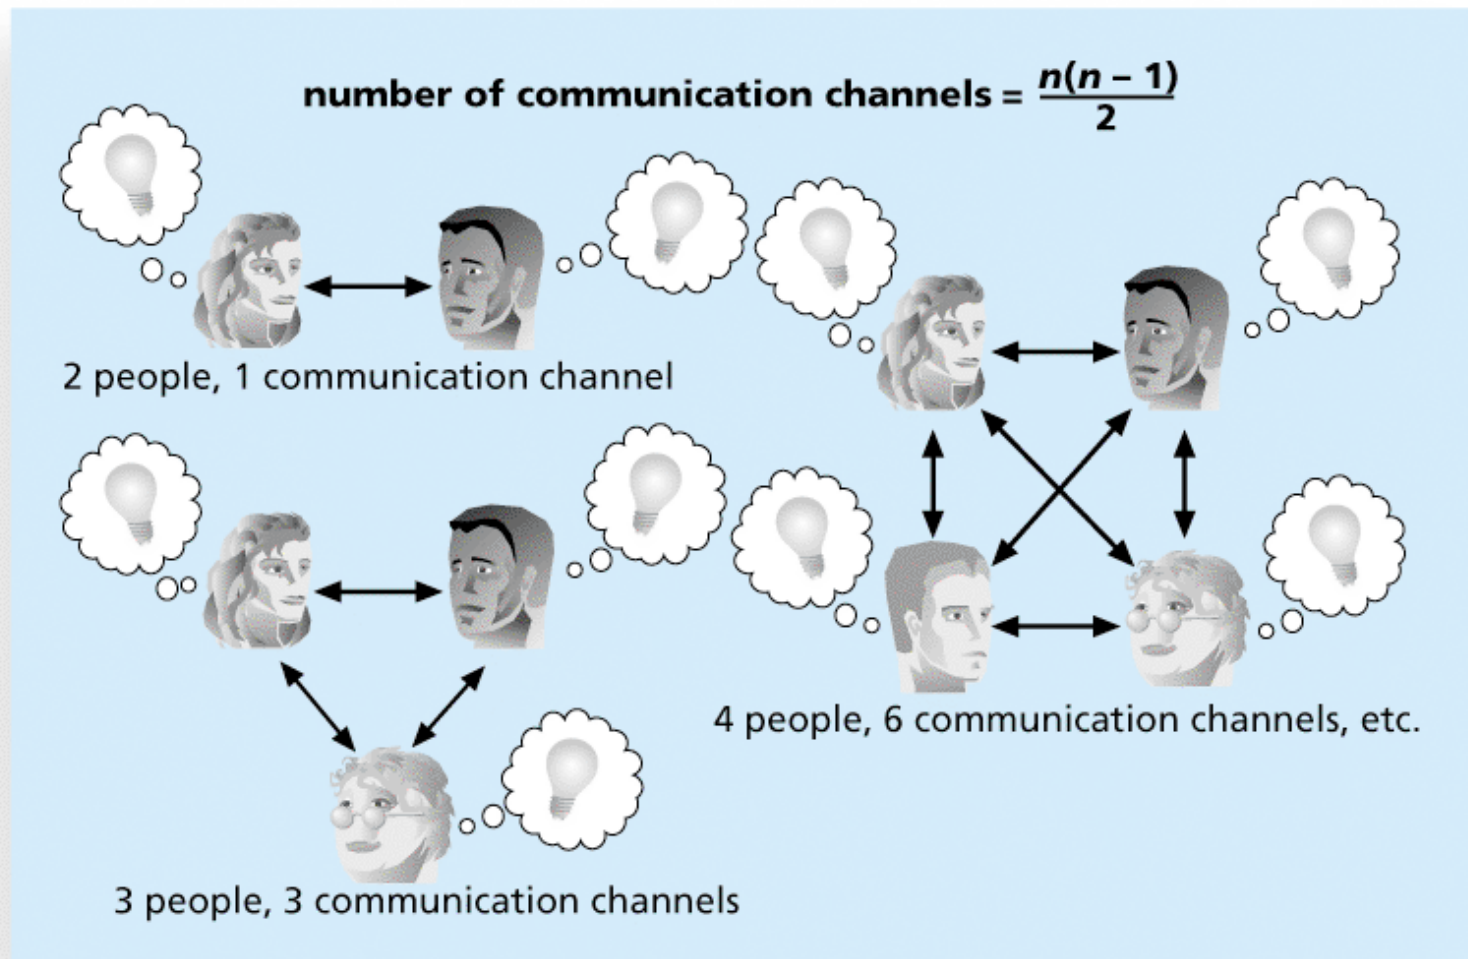 number of communication channels = n(n – 1)/2
2 people, 1 communication channel
3 people, 3 communication channels
4 people, 6 communication channels, etc.